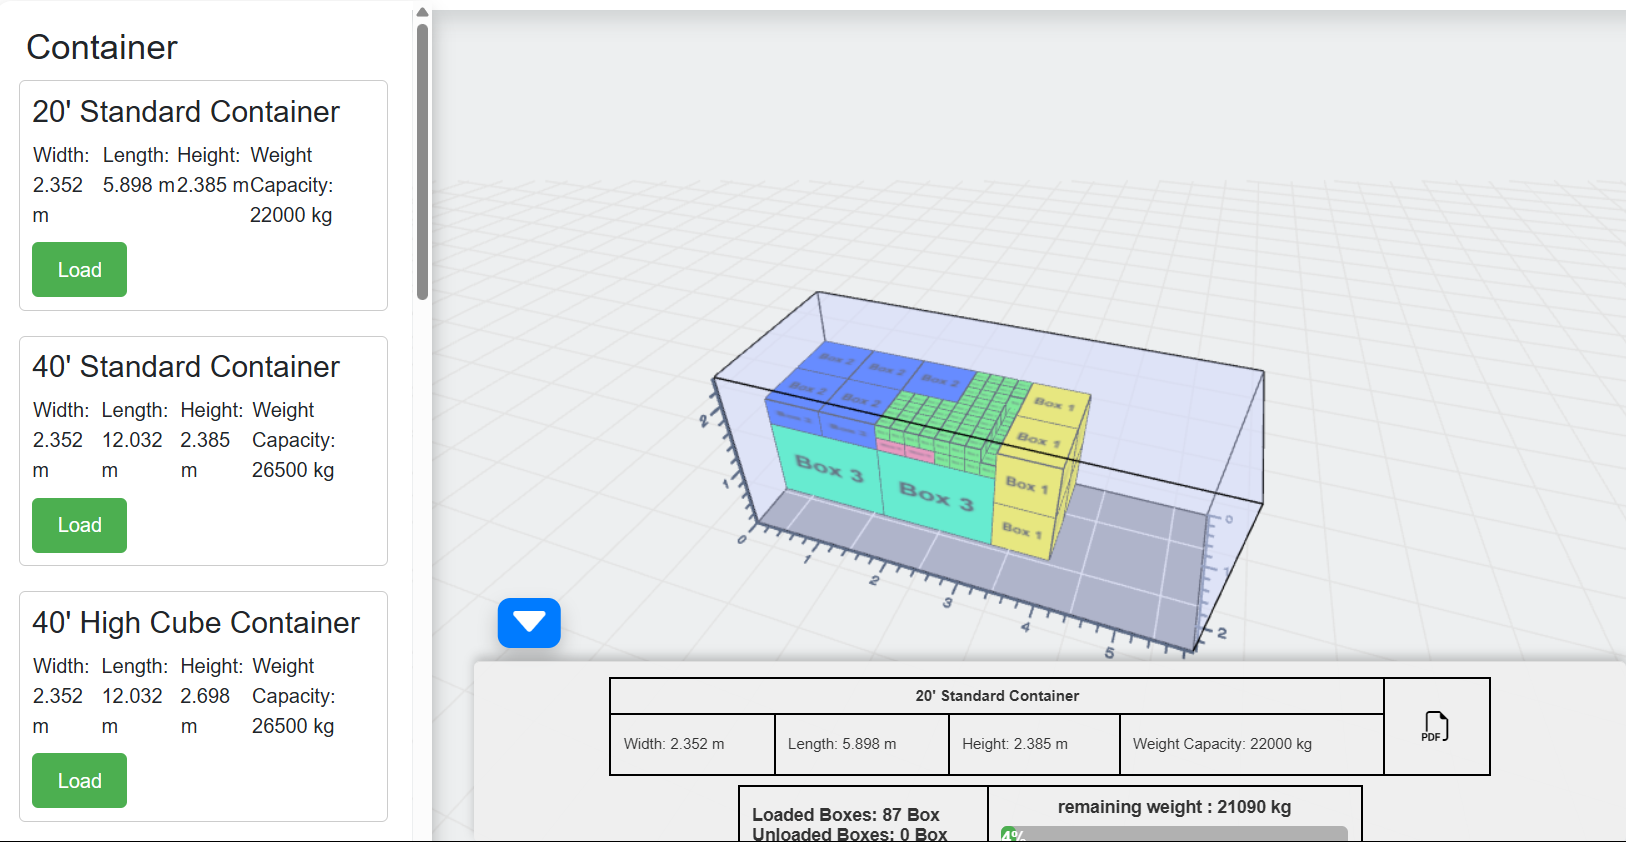 Container
20' Standard Container
Width: Length: Height: Weight
2.352 5.898 m 2.385 m Capacity:
m 22000 kg
Load
40' Standard Container
Width: Length: Height: Weight
2.352 12.032 2.385 Capacity:
m m m 26500 kg
Load
40' High Cube Container
Width: Length: Height: Weight
2.352 12.032 2.698 Capacity:
m m m 26500 kg
Load
Box 2 Box 2 Box 2
Box 2 Box 2
Box 1
Box 1
Box 1
Box 1
Box 3 Box 3
2
1
0
1
2
3
4
5
0
1
2
20' Standard Container
Width: 2.352 m Length: 5.898 m Height: 2.385 m Weight Capacity: 22000 kg
PDF
Loaded Boxes: 87 Box
Unloaded Boxes: 0 Box
remaining weight : 21090 kg
4%